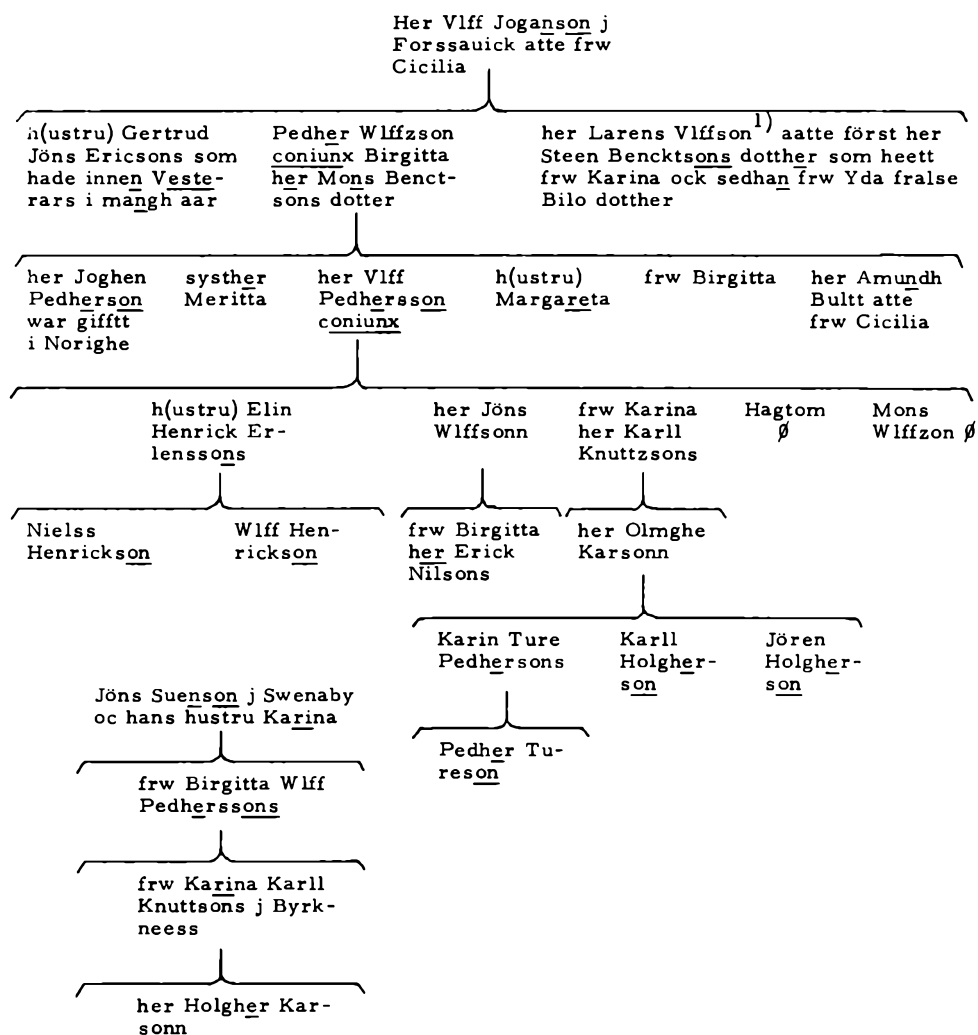 Her Vlff Joganson j
Forssauick atte frw
Cicilia
h(ustru) Gertrud
Jöns Ericsons som
hade innen Veste-
rars i mangh aar
Pedher Wlffzson
coniunx Birgitta
her Mons Benct-
sons dotter
her Larens Vlffson1) aatte först her
Steen Bencktsons dotther som heett
frw Karina ock sedhan frw Yda fralse
Bilo dotther
her Joghen
Pedherson
war gifftt
i Norighe
systher
Meritta
her Vlff
Pedhersson
coniunx
h(ustru)
Margareta
frw Birgitta
her Amundh
Bultt atte
frw Cicilia
h(ustru) Elin
Henrick Er-
lenssons
her Jöns
Wlffsonn
frw Karina
her Karll
Knuttzsons
Hagtom
Ø
Mons
Wlffzon Ø
Nielss
Henrickson
Wlff Hen-
rickson
frw Birgitta
her Erick
Nilsons
her Olmghe
Karsonn
Karin Ture
Pedhersons
Karll
Holgher-
son
Jören
Holgher-
son
Pedher Tu-
reson
Jöns Suenson j Swenaby
oc hans hustru Karina
frw Birgitta Wlff
Pedherssons
frw Karina Karll
Knuttsons j Byrk-
neess
her Holgher Kar-
sonn